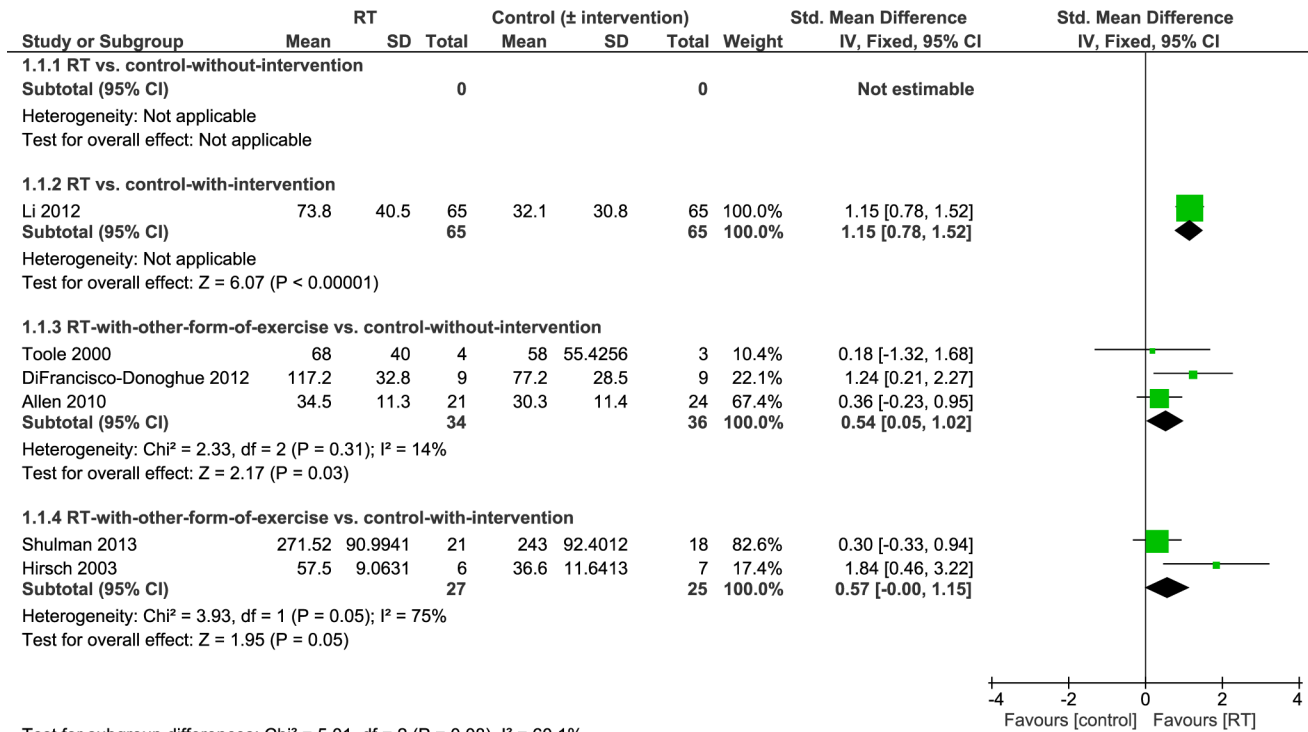 RT Control (± intervention) Std. Mean Difference Std. Mean Difference
Study or Subgroup Mean SD Total Mean SD Total Weight IV, Fixed, 95% CI IV, Fixed, 95% CI
1.1.1 RT vs. control-without-intervention
Subtotal (95% CI) 0 0 Not estimable
Heterogeneity: Not applicable
Test for overall effect: Not applicable
1.1.2 RT vs. control-with-intervention
Li 2012 73.8 40.5 65 32.1 30.8 65 100.0% 1.15 [0.78, 1.52]
Subtotal (95% CI) 65 65 100.0% 1.15 [0.78, 1.52]
Heterogeneity: Not applicable
Test for overall effect: Z = 6.07 (P < 0.00001)
1.1.3 RT-with-other-form-of-exercise vs. control-without-intervention
Toole 2000 68 40 4 58 55.4256 3 10.4% 0.18 [-1.32, 1.68]
DiFrancisco-Donoghue 2012 117.2 32.8 9 77.2 28.5 9 22.1% 1.24 [0.21, 2.27]
Allen 2010 34.5 11.3 21 30.3 11.4 24 67.4% 0.36 [-0.23, 0.95]
Subtotal (95% CI) 34 36 100.0% 0.54 [0.05, 1.02]
Heterogeneity: Chi² = 2.33, df = 2 (P = 0.31); I² = 14%
Test for overall effect: Z = 2.17 (P = 0.03)
1.1.4 RT-with-other-form-of-exercise vs. control-with-intervention
Shulman 2013 271.52 90.9941 21 243 92.4012 18 82.6% 0.30 [-0.33, 0.94]
Hirsch 2003 57.5 9.0631 6 36.6 11.6413 7 17.4% 1.84 [0.46, 3.22]
Subtotal (95% CI) 27 25 100.0% 0.57 [-0.00, 1.15]
Heterogeneity: Chi² = 3.93, df = 1 (P = 0.05); I² = 75%
Test for overall effect: Z = 1.95 (P = 0.05)
-4 -2 0 2 4
Favours [control] Favours [RT]
Test for subgroup differences: Chi² =